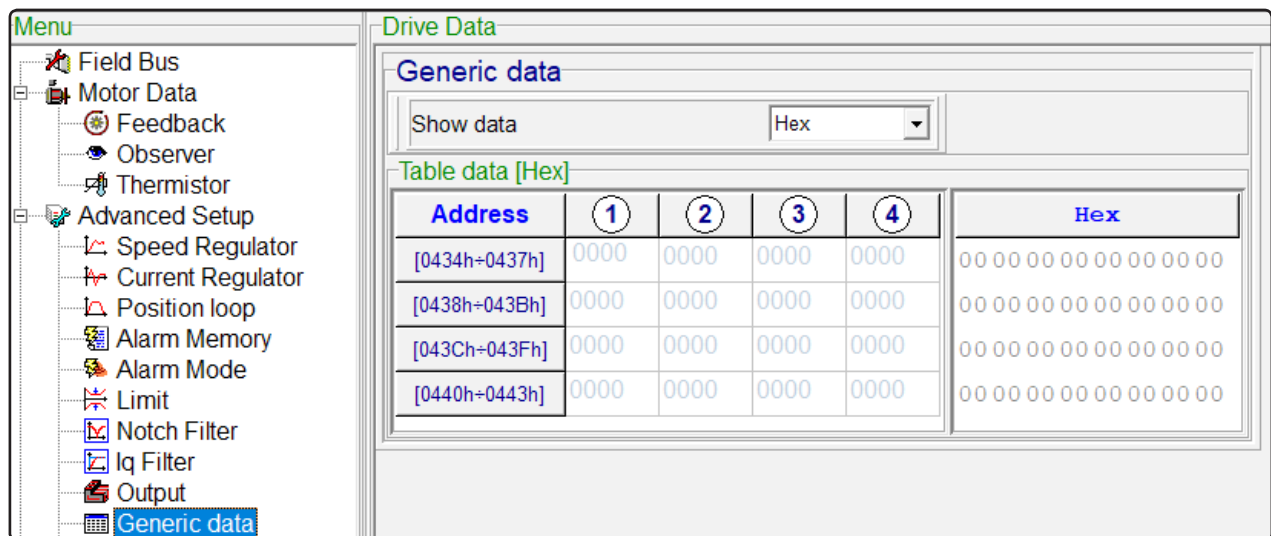 Menu
Field Bus
Motor Data
Feedback
Observer
Thermistor
Advanced Setup
Speed Regulator
Current Regulator
Position loop
Alarm Memory
Alarm Mode
Limit
Notch Filter
Iq Filter
Output
Generic data
Drive Data
Generic data
Show data Hex
Table data [Hex]
Address 1 2 3 4 Hex
[0434h÷0437h] 0000 0000 0000 0000 00 00 00 00 00 00 00 00
[0438h÷043Bh] 0000 0000 0000 0000 00 00 00 00 00 00 00 00
[043Ch÷043Fh] 0000 0000 0000 0000 00 00 00 00 00 00 00 00
[0440h÷0443h] 0000 0000 0000 0000 00 00 00 00 00 00 00 00